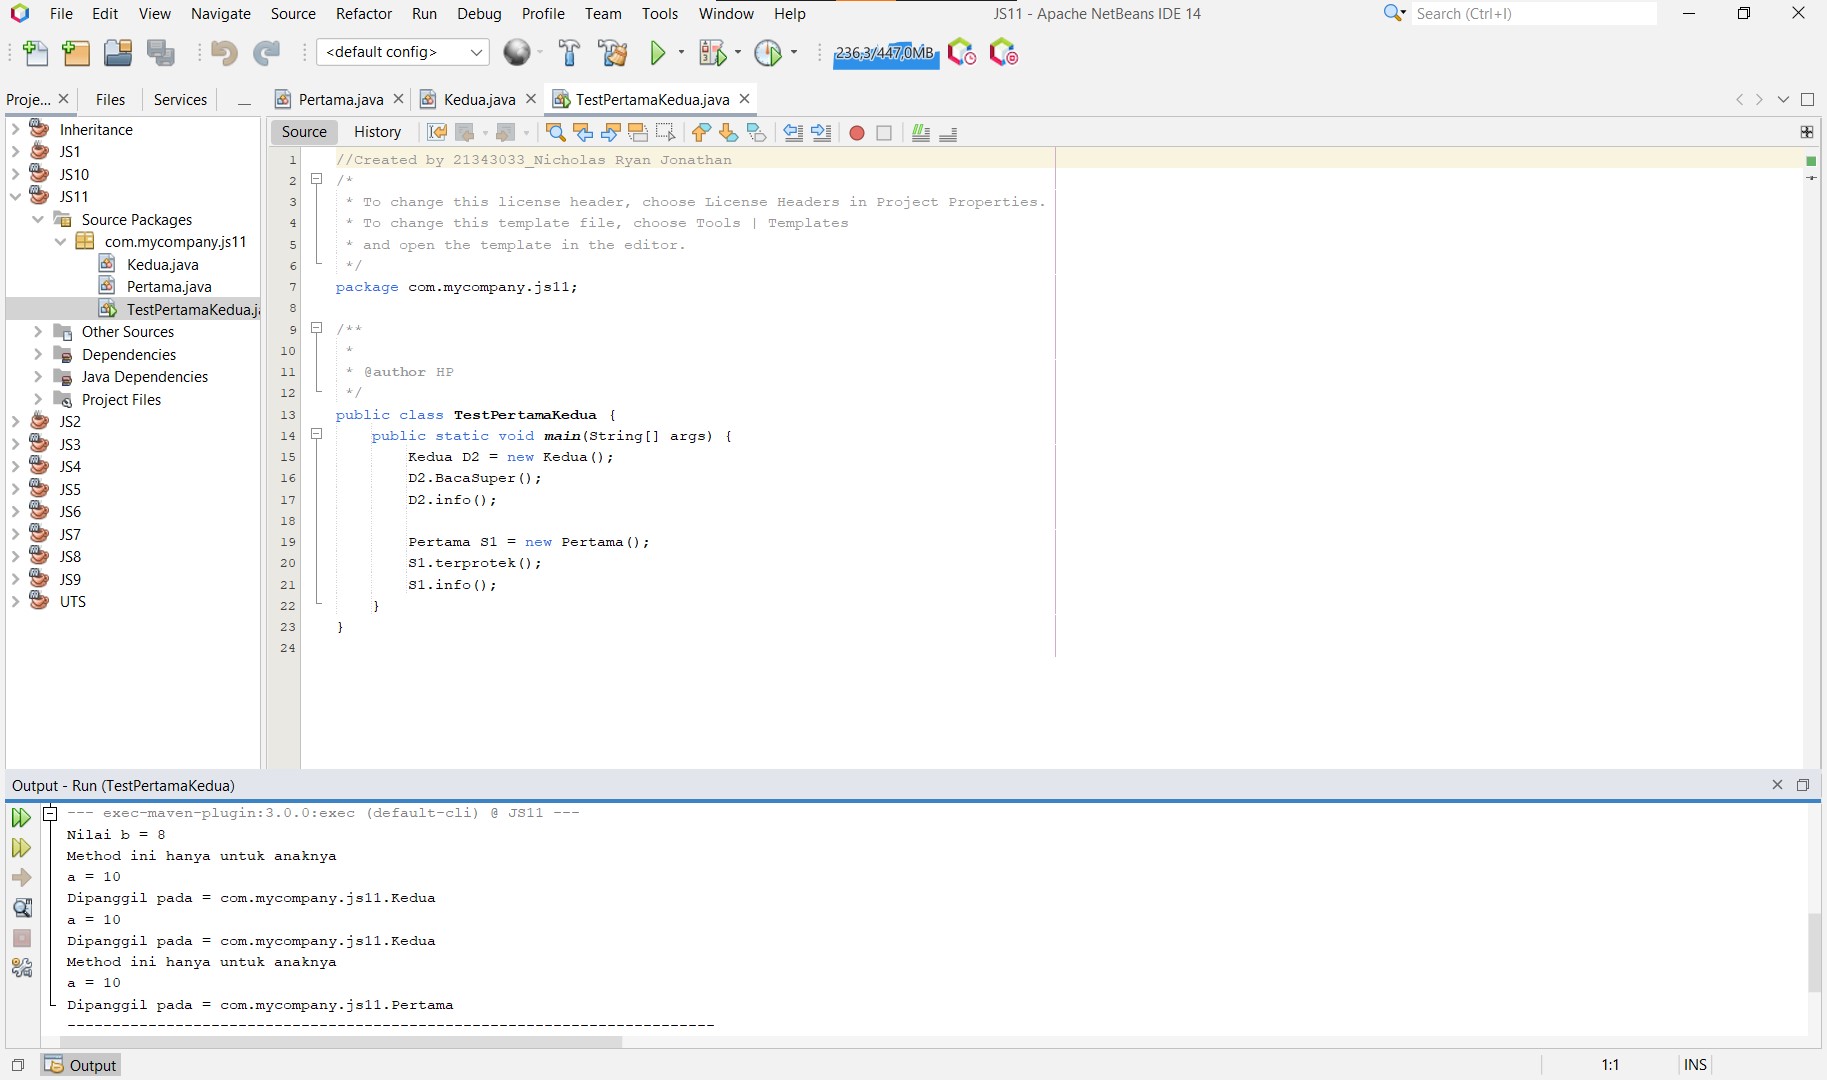 File Edit View Navigate Source Refactor Run Debug Profile Team Tools Window Help JS11 - Apache NetBeans IDE 14 Search (Ctrl+I)
<default config> 236,3/447,0MB
Proje... Files Services Pertama.java Kedua.java TestPertamaKedua.java
Source History
Inheritance
JS1
JS10
JS11
Source Packages
com.mycompany.js11
Kedua.java
Pertama.java
TestPertamaKedua.j
Other Sources
Dependencies
Java Dependencies
Project Files
JS2
JS3
JS4
JS5
JS6
JS7
JS8
JS9
UTS
1 //Created by 21343033_Nicholas Ryan Jonathan
2 /*
3 * To change this license header, choose License Headers in Project Properties.
4 * To change this template file, choose Tools | Templates
5 * and open the template in the editor.
6 */
7 package com.mycompany.js11;
8
9 /**
10 *
11 * @author HP
12 */
13 public class TestPertamaKedua {
14 public static void main(String[] args) {
15 Kedua D2 = new Kedua();
16 D2.BacaSuper();
17 D2.info();
18
19 Pertama S1 = new Pertama();
20 S1.terprotek();
21 S1.info();
22 }
23 }
24
Output - Run (TestPertamaKedua)
--- exec-maven-plugin:3.0.0:exec (default-cli) @ JS11 ---
Nilai b = 8
Method ini hanya untuk anaknya
a = 10
Dipanggil pada = com.mycompany.js11.Kedua
a = 10
Dipanggil pada = com.mycompany.js11.Kedua
Method ini hanya untuk anaknya
a = 10
Dipanggil pada = com.mycompany.js11.Pertama
------------------------------------------------------------------------
Output 1:1 INS